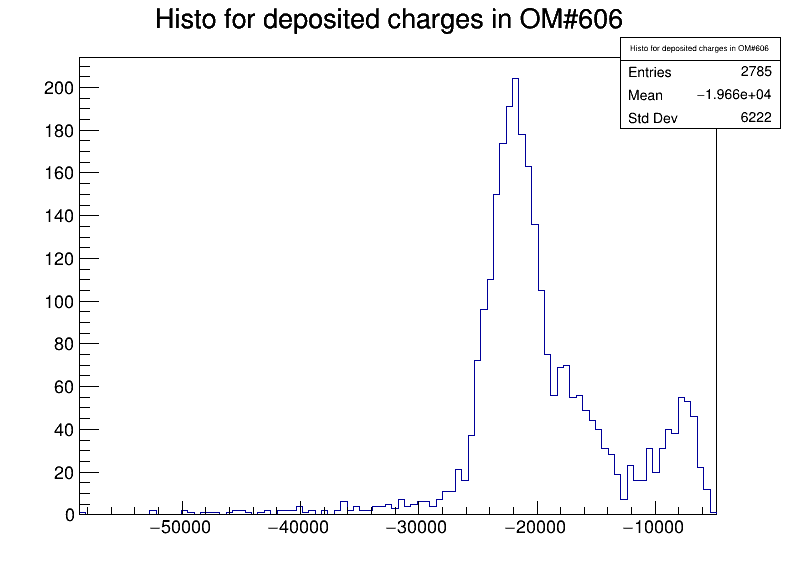 Histo for deposited charges in OM#606
Histo for deposited charges in OM#606
Entries 2785
Mean −1.966e+04
Std Dev 6222
200
180
160
140
120
100
80
60
40
20
0
−50000 −40000 −30000 −20000 −10000